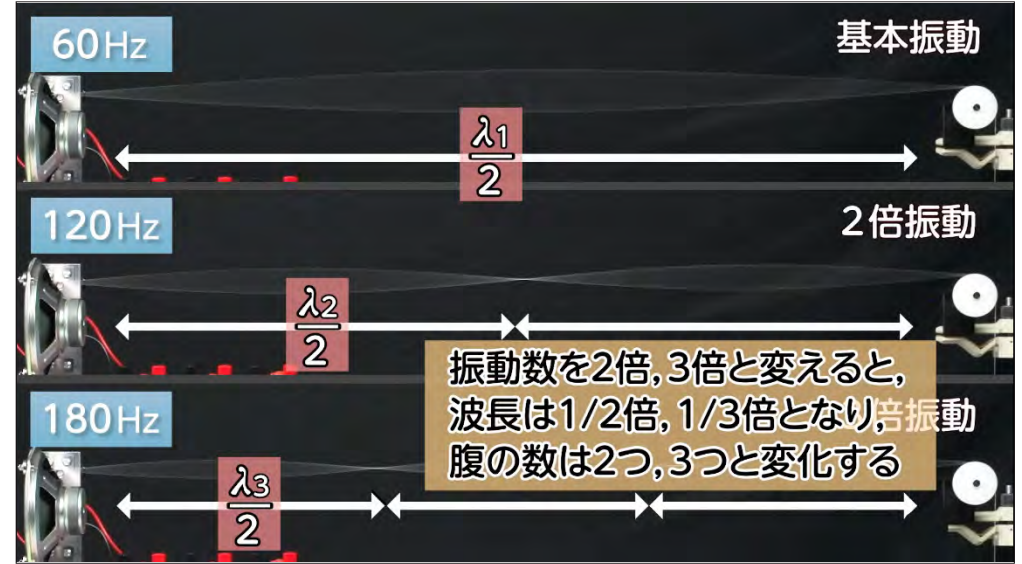 60Hz
基本振動
λ1
2
120Hz
2倍振動
λ2
2
振動数を2倍,3倍と変えると,
波長は1/2倍,1/3倍となり,
腹の数は2つ,3つと変化する
180Hz
倍振動
λ3
2